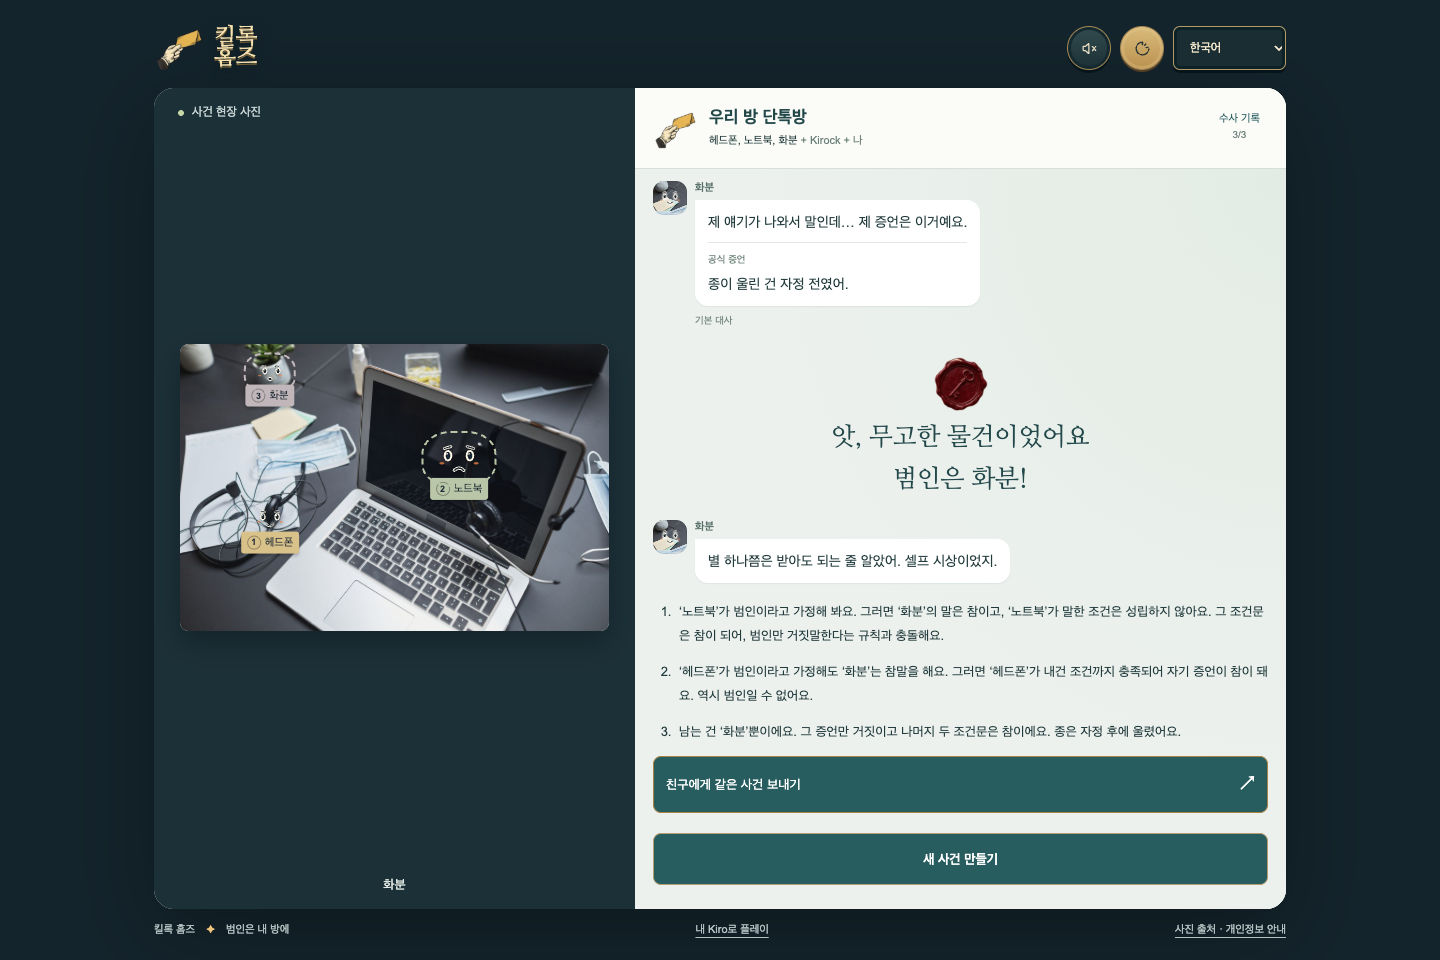 킬록
홈즈
한국어
사건 현장 사진
③ 화분
② 노트북
① 헤드폰
화분
우리 방 단톡방
헤드폰, 노트북, 화분 + Kirock + 나
수사 기록
3/3
화분
제 얘기가 나와서 말인데… 제 증언은 이거예요.
공식 증언
종이 울린 건 자정 전였어.
기본 대사
앗, 무고한 물건이었어요
범인은 화분!
화분
별 하나쯤은 받아도 되는 줄 알았어. 셀프 시상이었지.
1. ‘노트북’가 범인이라고 가정해 봐요. 그러면 ‘화분’의 말은 참이고, ‘노트북’가 말한 조건은 성립하지 않아요. 그 조건문
은 참이 되어, 범인만 거짓말한다는 규칙과 충돌해요.
2. ‘헤드폰’가 범인이라고 가정해도 ‘화분’는 참말을 해요. 그러면 ‘헤드폰’가 내건 조건까지 충족되어 자기 증언이 참이 돼
요. 역시 범인일 수 없어요.
3. 남는 건 ‘화분’뿐이에요. 그 증언만 거짓이고 나머지 두 조건문은 참이에요. 종은 자정 후에 울렸어요.
친구에게 같은 사건 보내기
새 사건 만들기
킬록 홈즈 ✦ 범인은 내 방에
내 Kiro로 플레이
사진 출처 · 개인정보 안내